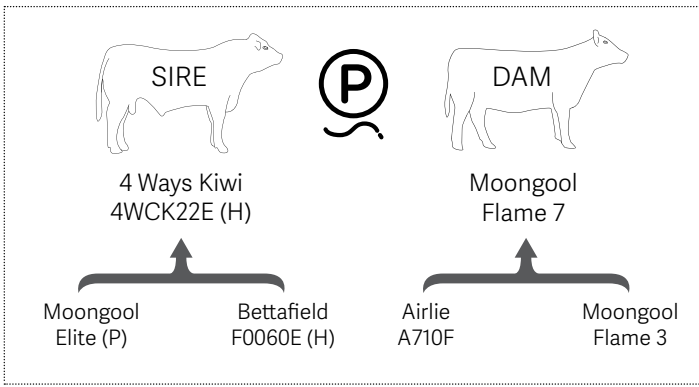 SIRE
P
DAM
4 Ways Kiwi
4WCK22E (H)
Moongool
Flame 7
Moongool
Elite (P)
Bettafield
F0060E (H)
Airlie
A710F
Moongool
Flame 3